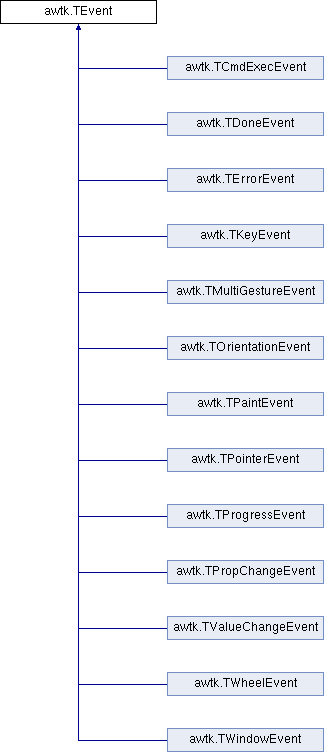 awtk.TEvent
awtk.TCmdExecEvent
awtk.TDoneEvent
awtk.TErrorEvent
awtk.TKeyEvent
awtk.TMultiGestureEvent
awtk.TOrientationEvent
awtk.TPaintEvent
awtk.TPointerEvent
awtk.TProgressEvent
awtk.TPropChangeEvent
awtk.TValueChangeEvent
awtk.TWheelEvent
awtk.TWindowEvent